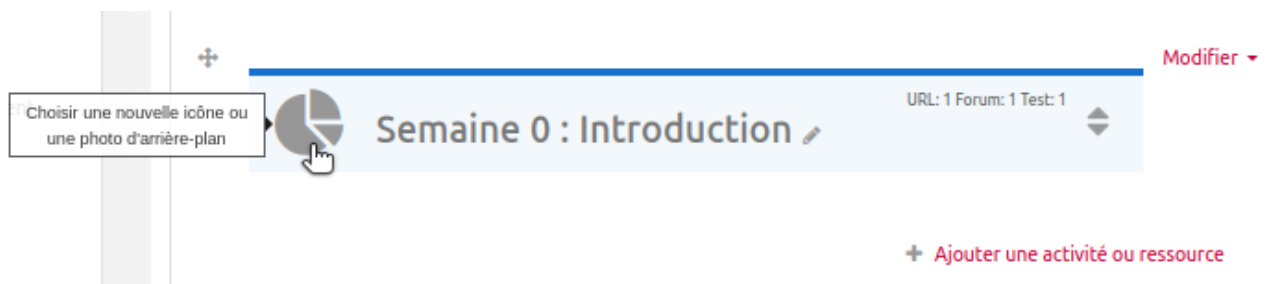 Modifier
Choisir une nouvelle icône ou
une photo d'arrière-plan
URL: 1 Forum: 1 Test: 1
Semaine 0 : Introduction
Ajouter une activité ou ressource